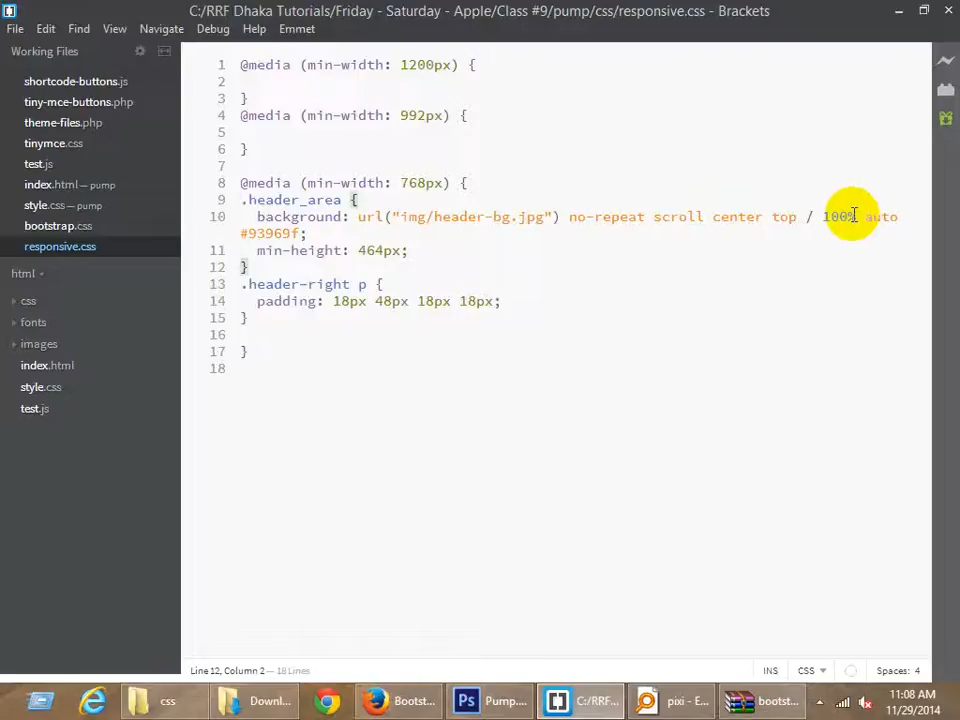 C:/RRF Dhaka Tutorials/Friday - Saturday - Apple/Class #9/pump/css/responsive.css - Brackets
File Edit Find View Navigate Debug Help Emmet
Working Files
shortcode-buttons.js
tiny-mce-buttons.php
theme-files.php
tinymce.css
test.js
index.html — pump
style.css — pump
bootstrap.css
responsive.css
html
css
fonts
images
index.html
style.css
test.js
1 @media (min-width: 1200px) {
2
3 }
4 @media (min-width: 992px) {
5
6 }
7
8 @media (min-width: 768px) {
9 .header_area {
10 background: url("img/header-bg.jpg") no-repeat scroll center top / 100% auto
#93969f;
11 min-height: 464px;
12 }
13 .header-right p {
14 padding: 18px 48px 18px 18px;
15 }
16
17 }
18
Line 12, Column 2 — 18 Lines INS CSS Spaces: 4
css Downl... Bootst... Pump.... C:/RRF... pixi - E... bootst... 11:08 AM
11/29/2014